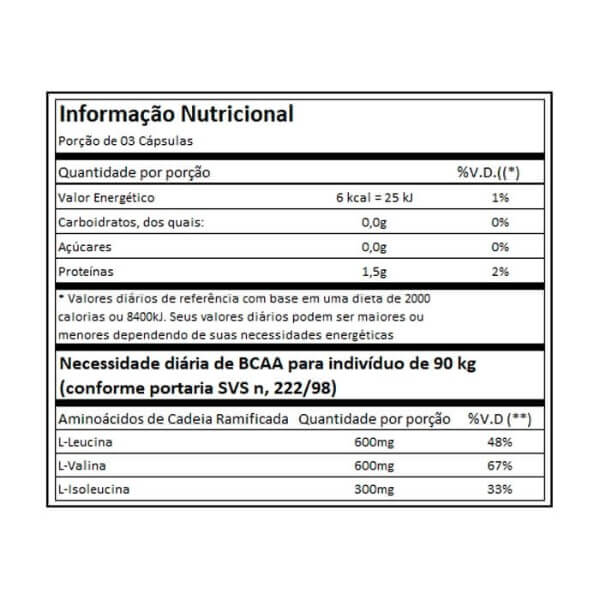 Informação Nutricional
Porção de 03 Cápsulas
Quantidade por porção %V.D.((*)
Valor Energético 6 kcal = 25 kJ 1%
Carboidratos, dos quais: 0,0g 0%
Açúcares 0,0g 0%
Proteínas 1,5g 2%
* Valores diários de referência com base em uma dieta de 2000
calorias ou 8400kJ. Seus valores diários podem ser maiores ou
menores dependendo de suas necessidades energéticas
Necessidade diária de BCAA para indivíduo de 90 kg
(conforme portaria SVS n, 222/98)
Aminoácidos de Cadeia Ramificada Quantidade por porção %V.D (**)
L-Leucina 600mg 48%
L-Valina 600mg 67%
L-Isoleucina 300mg 33%